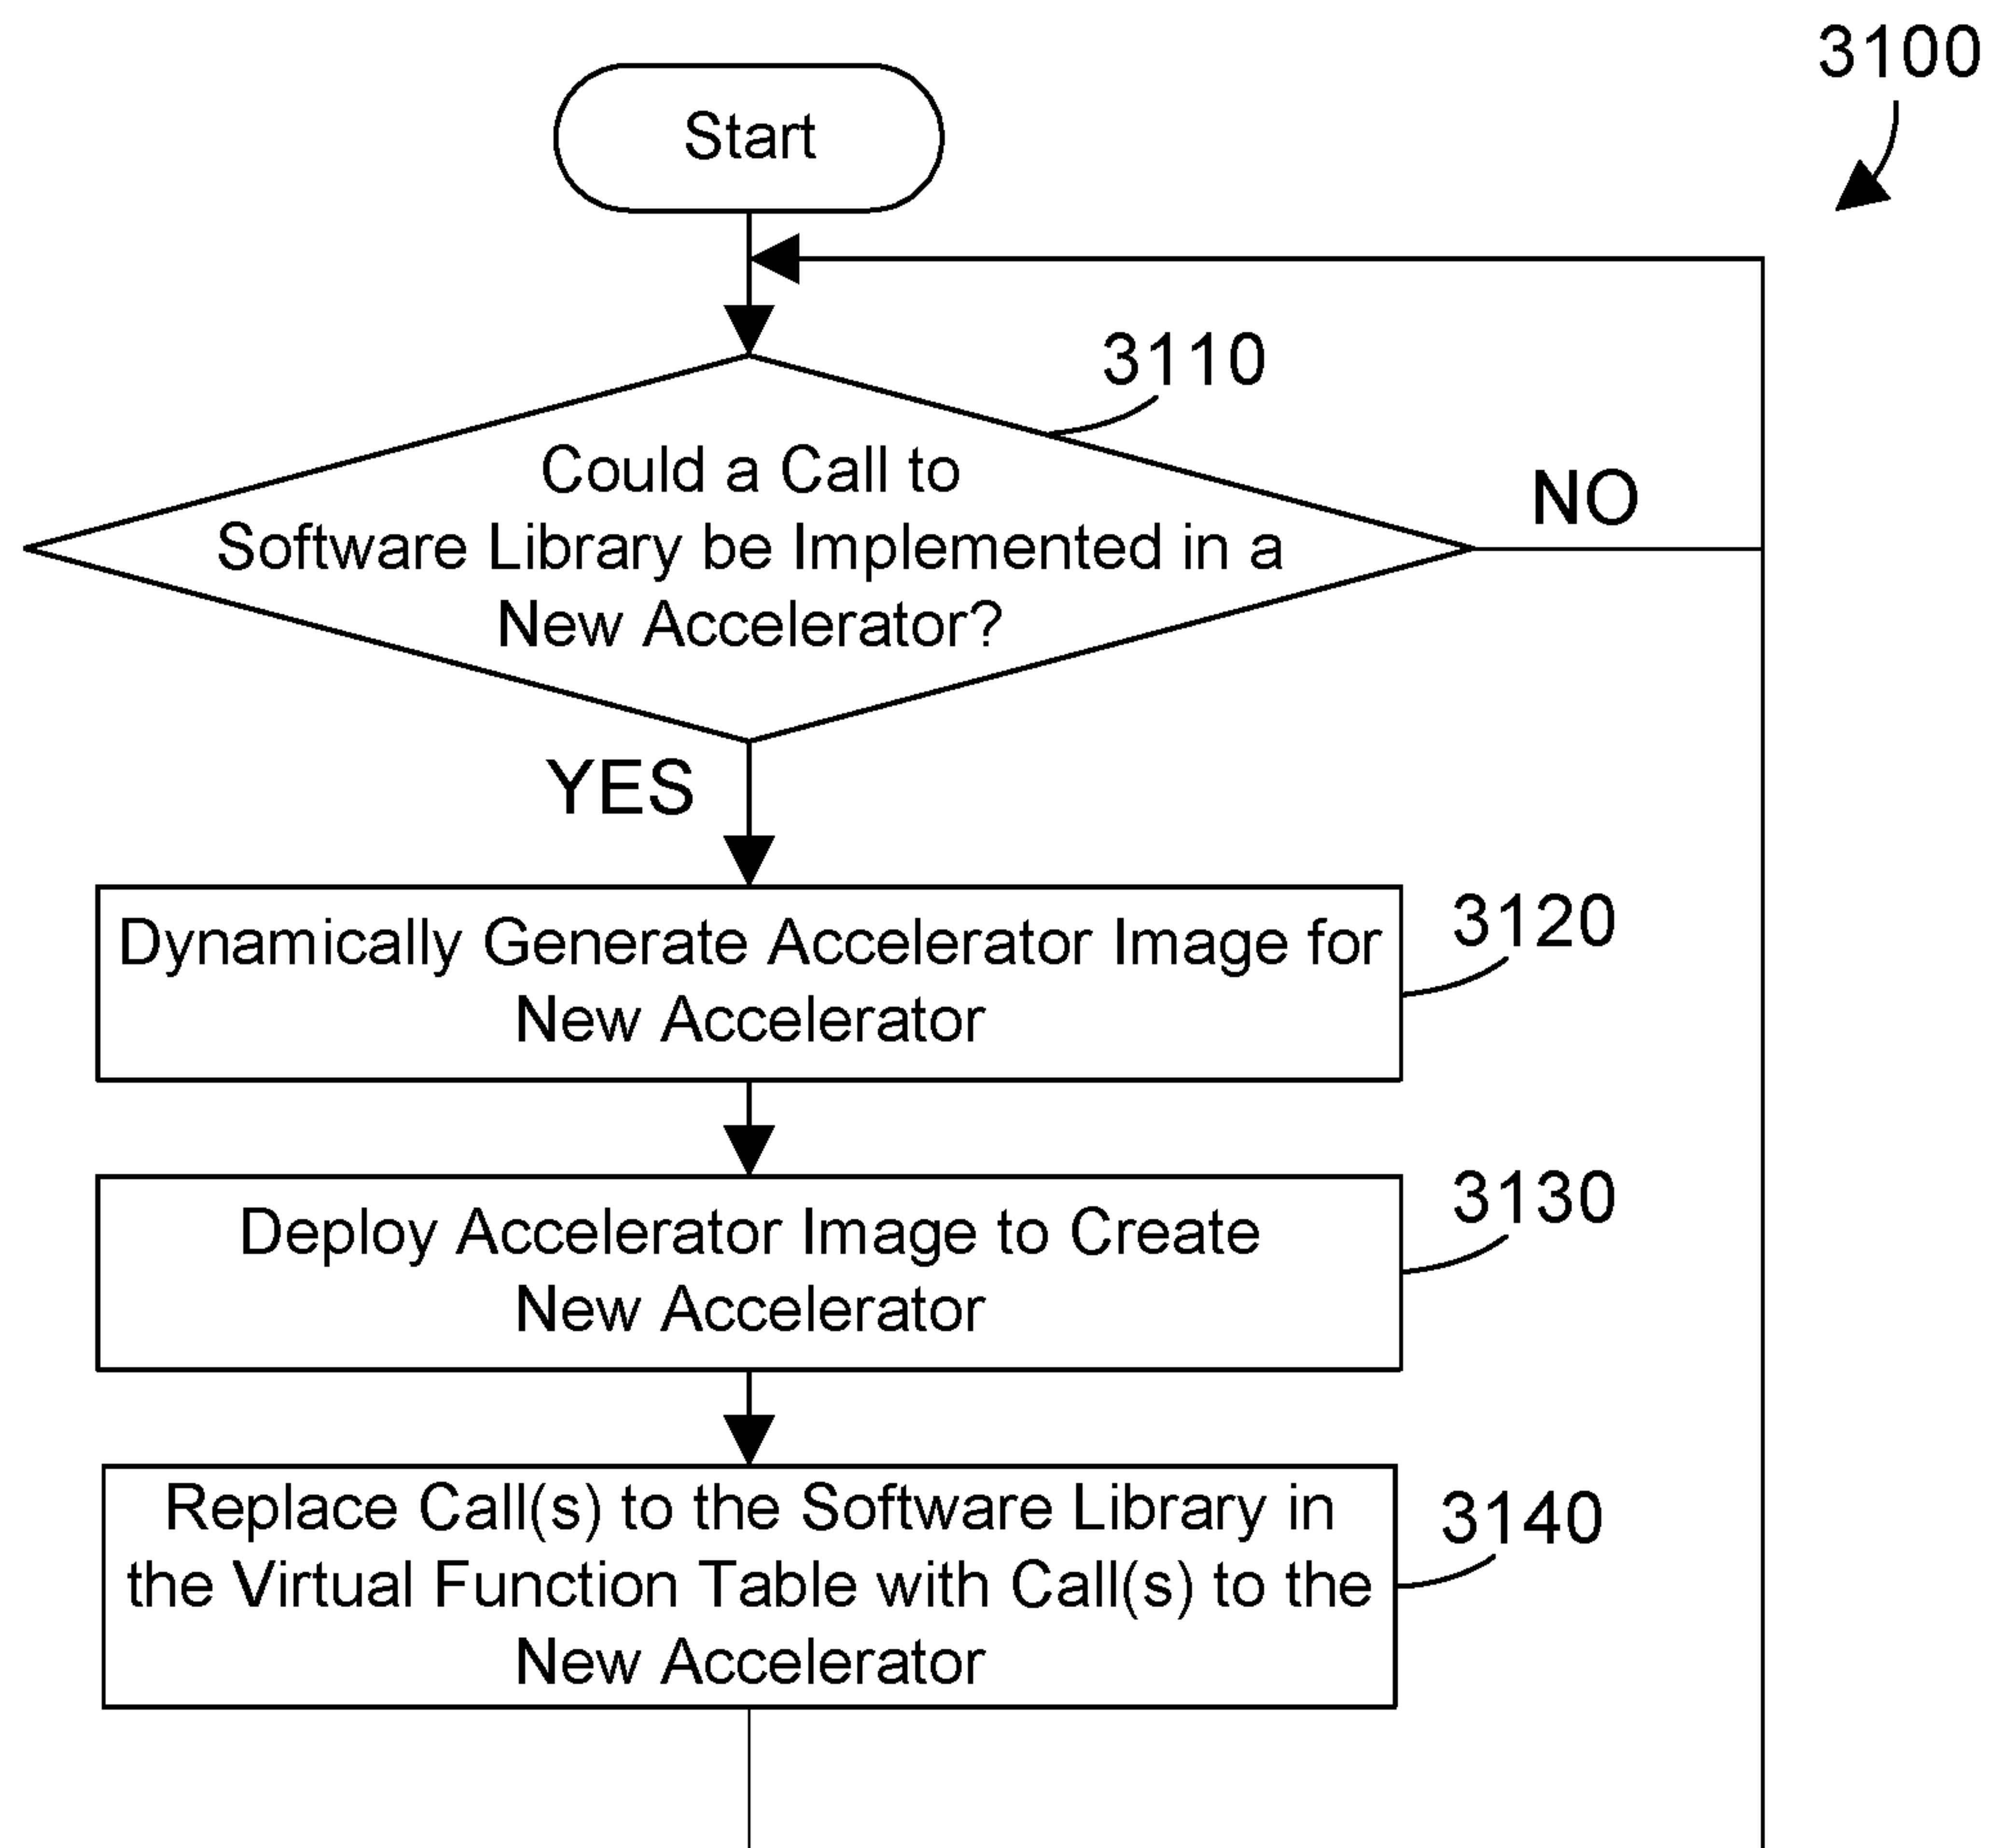 3100
Start
3110
Could a Call to
Software Library be Implemented in a
New Accelerator?
NO
YES
3120
Dynamically Generate Accelerator Image for
New Accelerator
3130
Deploy Accelerator Image to Create
New Accelerator
3140
Replace Call(s) to the Software Library in
the Virtual Function Table with Call(s) to the
New Accelerator